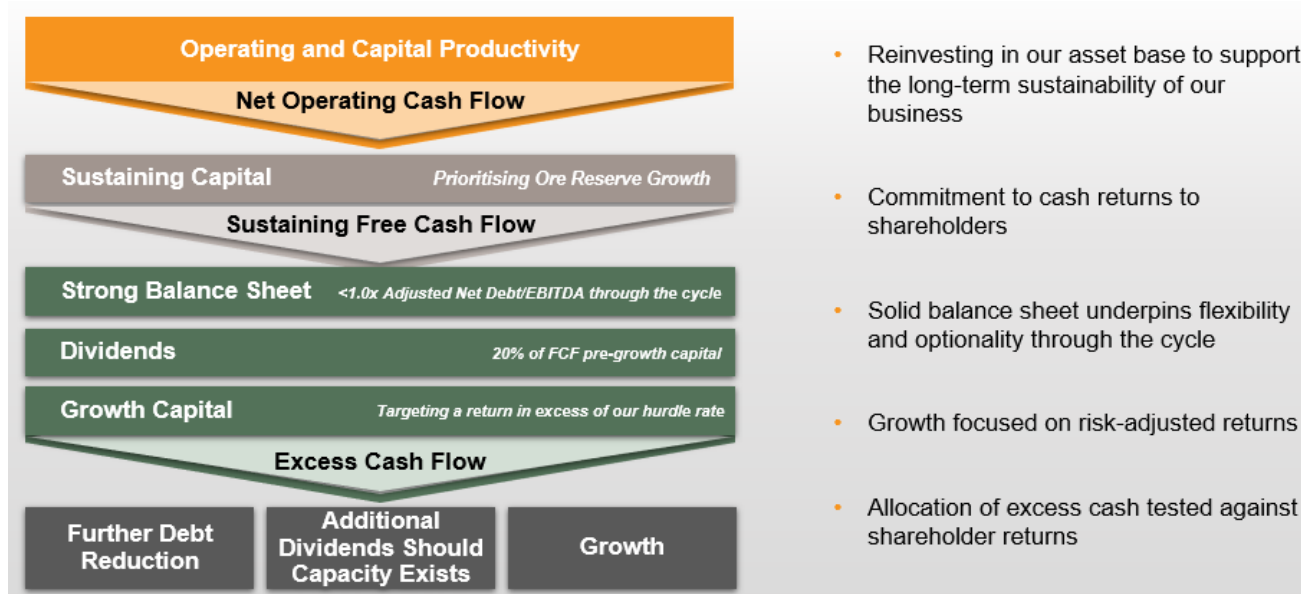 Operating and Capital Productivity
Net Operating Cash Flow
Sustaining Capital
Prioritising Ore Reserve Growth
Sustaining Free Cash Flow
Strong Balance Sheet
<1.0x Adjusted Net Debt/EBITDA through the cycle
Dividends
20% of FCF pre-growth capital
Growth Capital
Targeting a return in excess of our hurdle rate
Excess Cash Flow
Further Debt
Reduction
Additional
Dividends Should
Capacity Exists
Growth
• Reinvesting in our asset base to support
the long-term sustainability of our
business
• Commitment to cash returns to
shareholders
• Solid balance sheet underpins flexibility
and optionality through the cycle
• Growth focused on risk-adjusted returns
• Allocation of excess cash tested against
shareholder returns